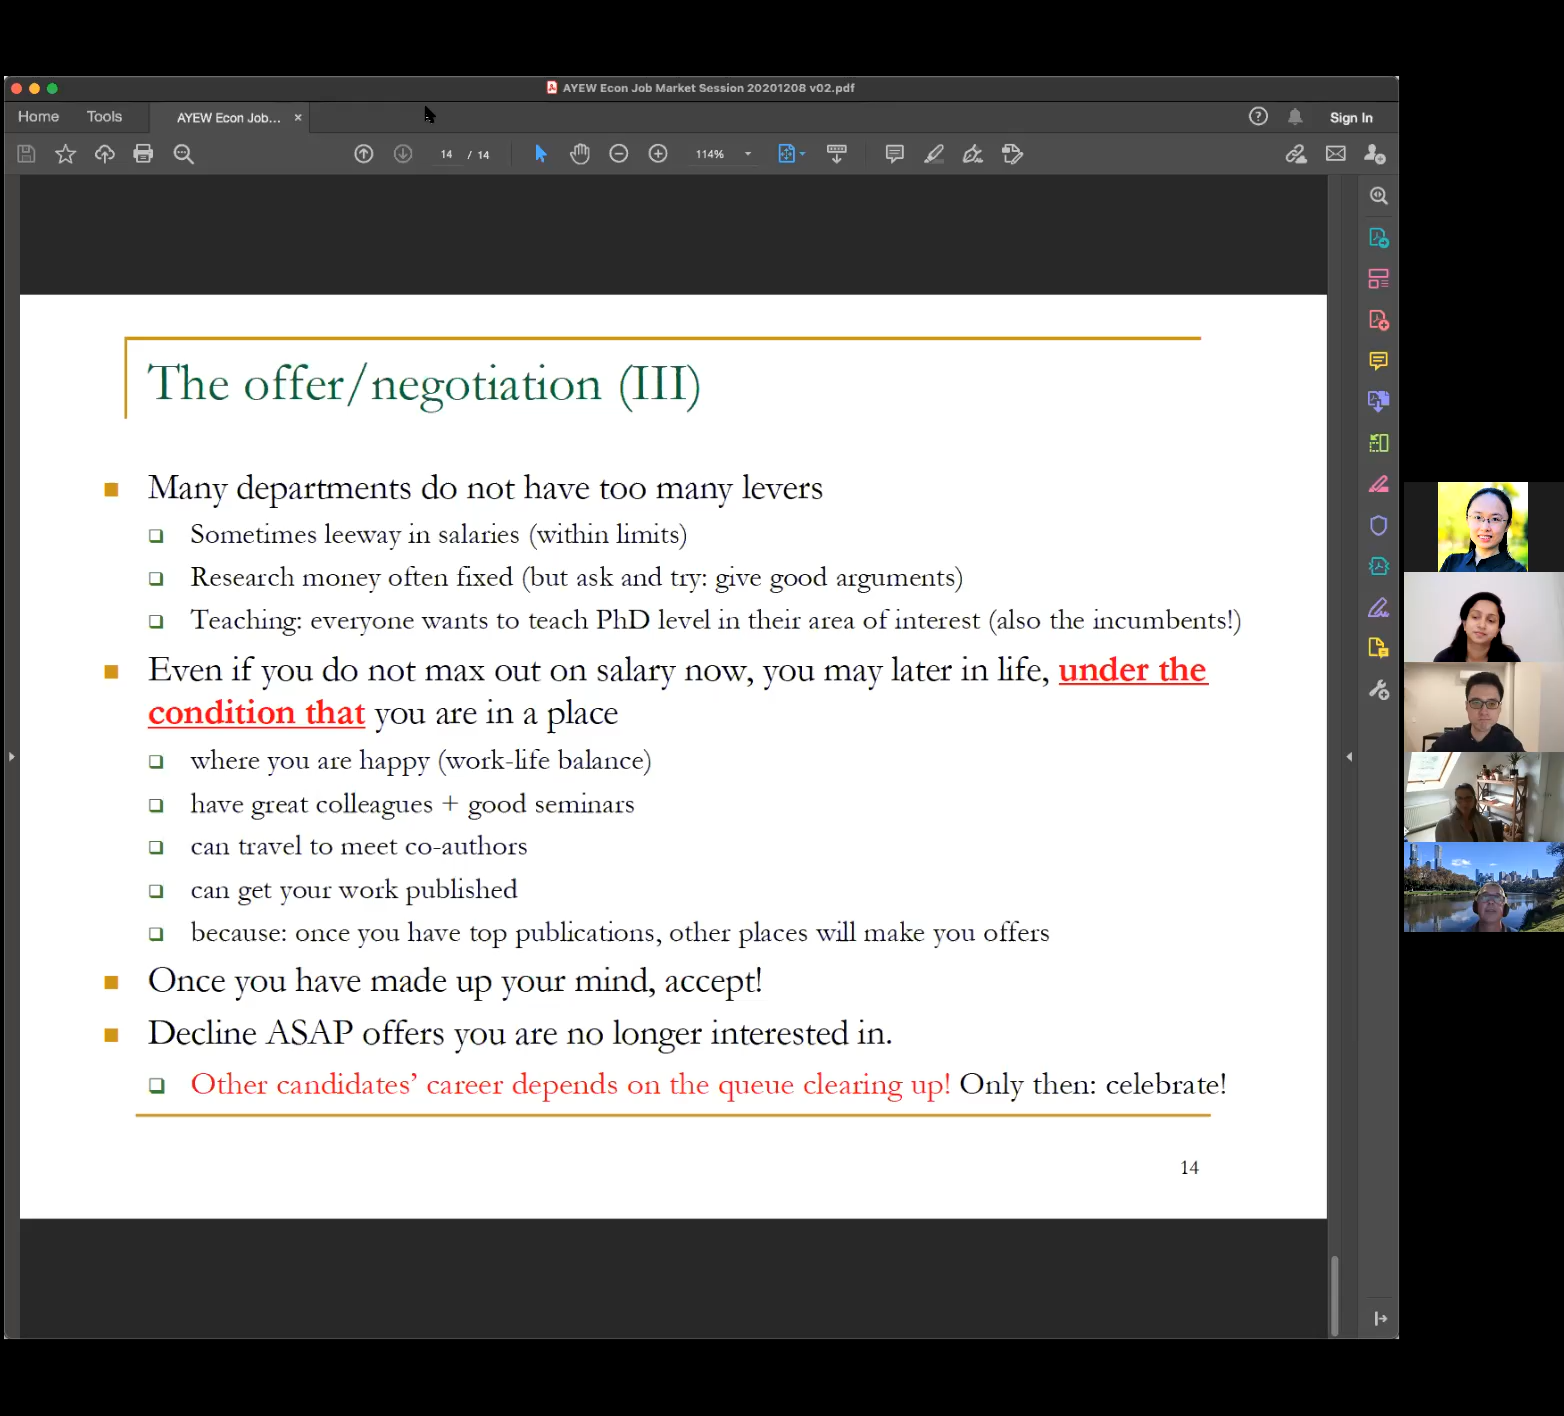 AYEW Econ Job Market Session 20201208 v02.pdf
Home Tools AYEW Econ Job... × ? Sign In
14 / 14 114%
The offer/negotiation (III)
Many departments do not have too many levers
Sometimes leeway in salaries (within limits)
Research money often fixed (but ask and try: give good arguments)
Teaching: everyone wants to teach PhD level in their area of interest (also the incumbents!)
Even if you do not max out on salary now, you may later in life, under the
condition that you are in a place
where you are happy (work-life balance)
have great colleagues + good seminars
can travel to meet co-authors
can get your work published
because: once you have top publications, other places will make you offers
Once you have made up your mind, accept!
Decline ASAP offers you are no longer interested in.
Other candidates’ career depends on the queue clearing up! Only then: celebrate!
14